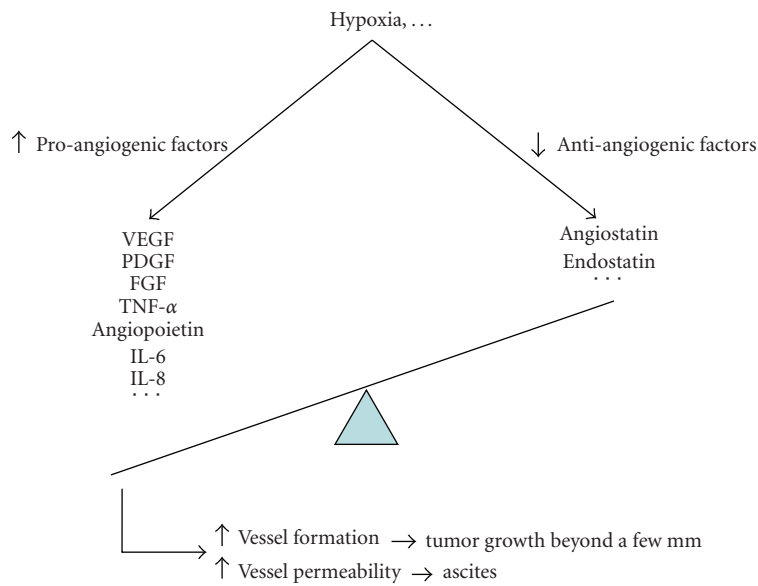 Hypoxia, ...
↑ Pro-angiogenic factors
↓ Anti-angiogenic factors
VEGF
PDGF
FGF
TNF-α
Angiopoietin
IL-6
IL-8
...
Angiostatin
Endostatin
...
↑ Vessel formation → tumor growth beyond a few mm
↑ Vessel permeability → ascites